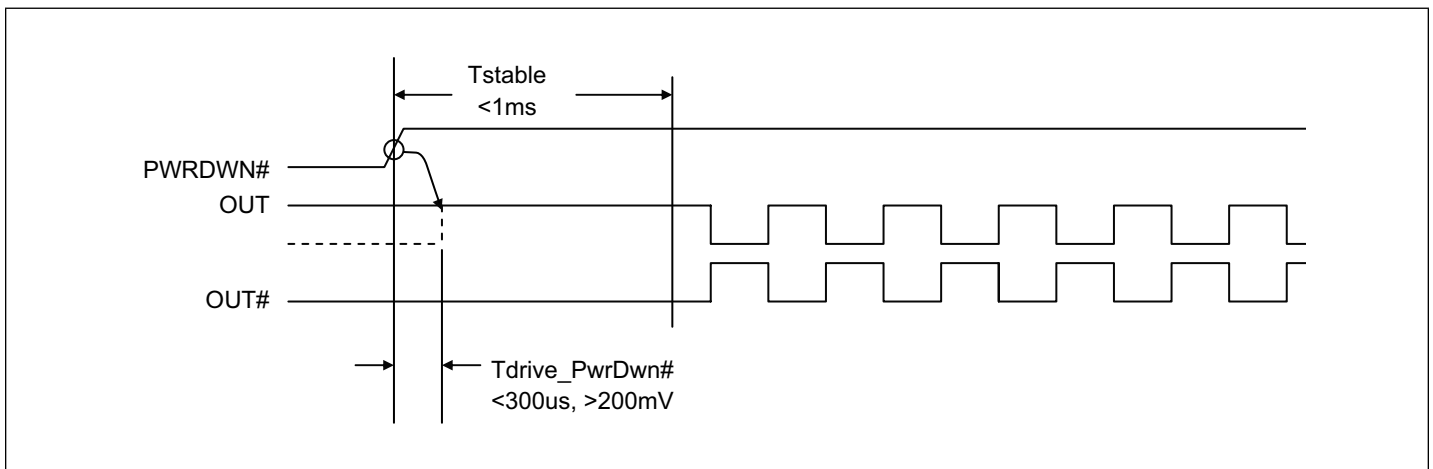 Tstable
<1ms
PWRDWN#
OUT
OUT#
Tdrive_PwrDwn#
<300us, >200mV